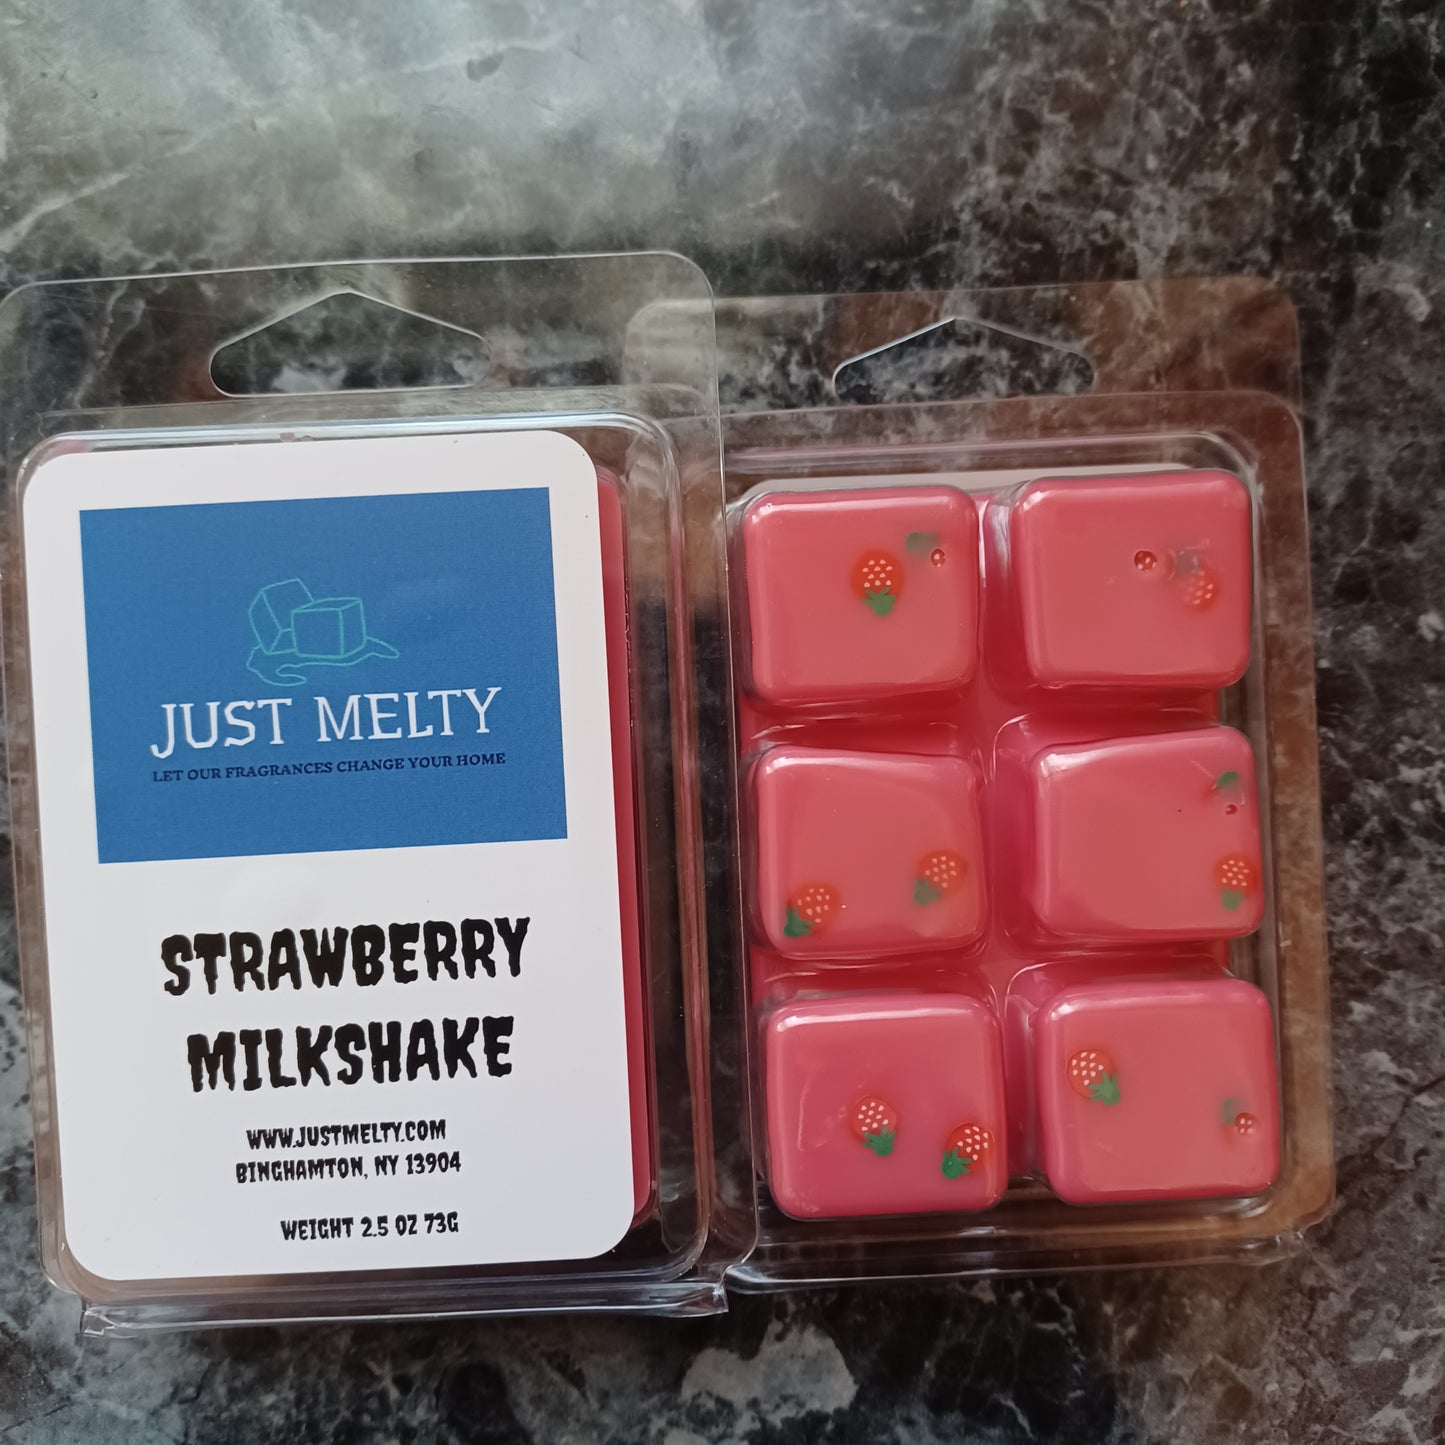 JUST MELTY
LET OUR FRAGRANCES CHANGE YOUR HOME
STRAWBERRY
MILKSHAKE
WWW.JUSTMELTY.COM
BINGHAMTON, NY 13904
WEIGHT 2.5 OZ 73G